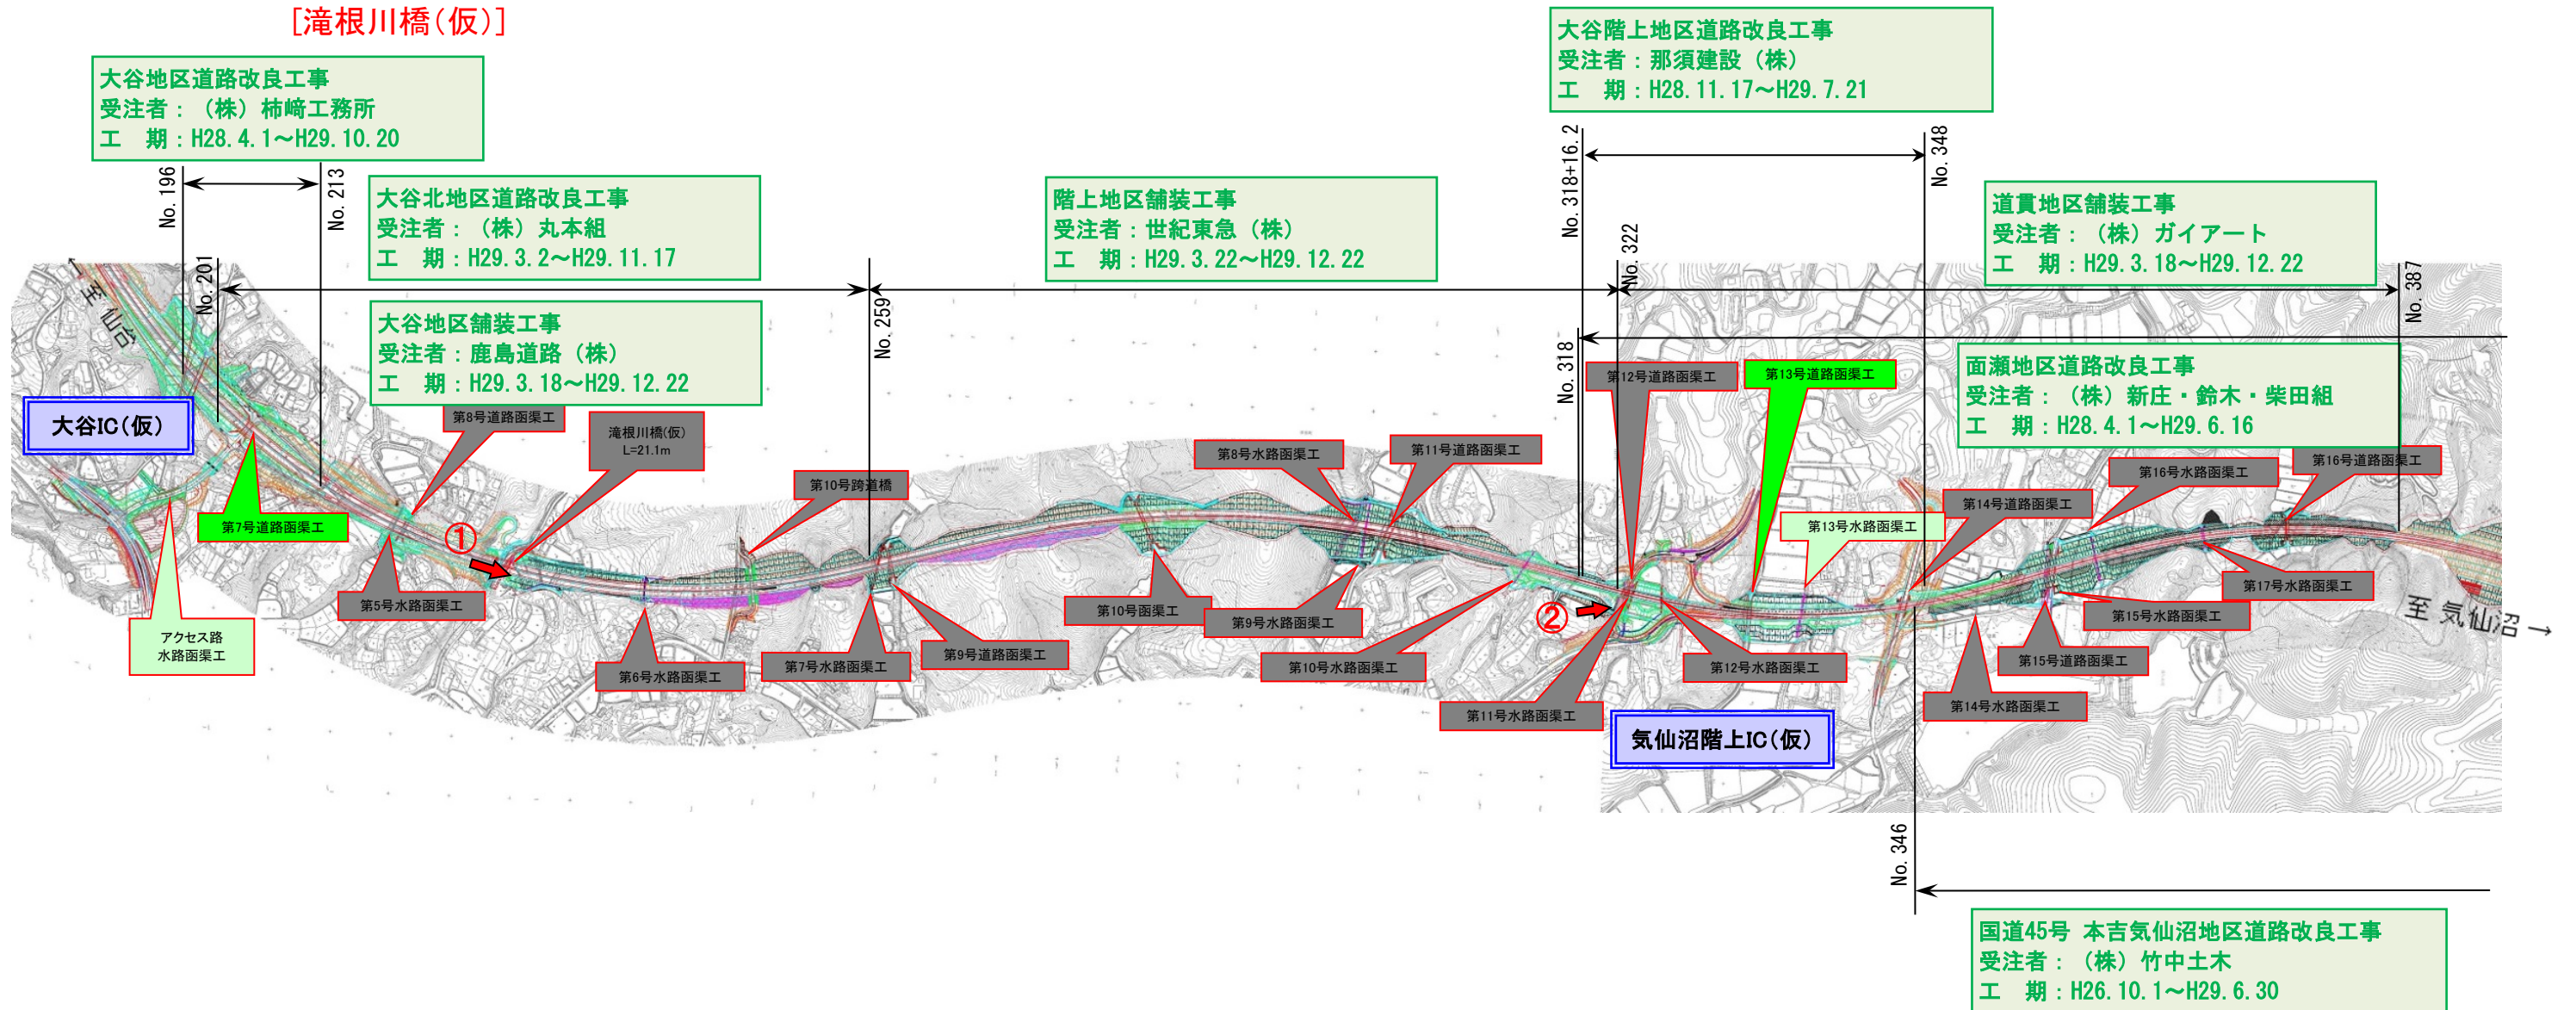 [滝根川橋(仮)]
大谷地区道路改良工事
受注者：（株）柿﨑工務所
工　期：H28.4.1～H29.10.20
大谷階上地区道路改良工事
受注者：那須建設（株）
工　期：H28.11.17～H29.7.21
No.196
No.213
No.318+16.2
No.348
大谷北地区道路改良工事
受注者：（株）丸本組
工　期：H29.3.2～H29.11.17
階上地区舗装工事
受注者：世紀東急（株）
工　期：H29.3.22～H29.12.22
道貫地区舗装工事
受注者：（株）ガイアート
工　期：H29.3.18～H29.12.22
No.201
No.259
No.322
No.387
大谷地区舗装工事
受注者：鹿島道路（株）
工　期：H29.3.18～H29.12.22
No.318
面瀬地区道路改良工事
受注者：（株）新庄・鈴木・柴田組
工　期：H28.4.1～H29.6.16
←至 仙台
大谷IC(仮)
第7号道路函渠工
アクセス路
水路函渠工
第8号道路函渠工
第5号水路函渠工
①
滝根川橋(仮)
L=21.1m
第6号水路函渠工
第10号跨道橋
第7号水路函渠工
第9号道路函渠工
第10号函渠工
第8号水路函渠工
第11号道路函渠工
第9号水路函渠工
第10号水路函渠工
②
第11号水路函渠工
第12号道路函渠工
第13号道路函渠工
第13号水路函渠工
第12号水路函渠工
気仙沼階上IC(仮)
第14号道路函渠工
第14号水路函渠工
第16号水路函渠工
第16号道路函渠工
第15号水路函渠工
第15号道路函渠工
第17号水路函渠工
至 気仙沼 →
No.346
国道45号 本吉気仙沼地区道路改良工事
受注者：（株）竹中土木
工　期：H26.10.1～H29.6.30